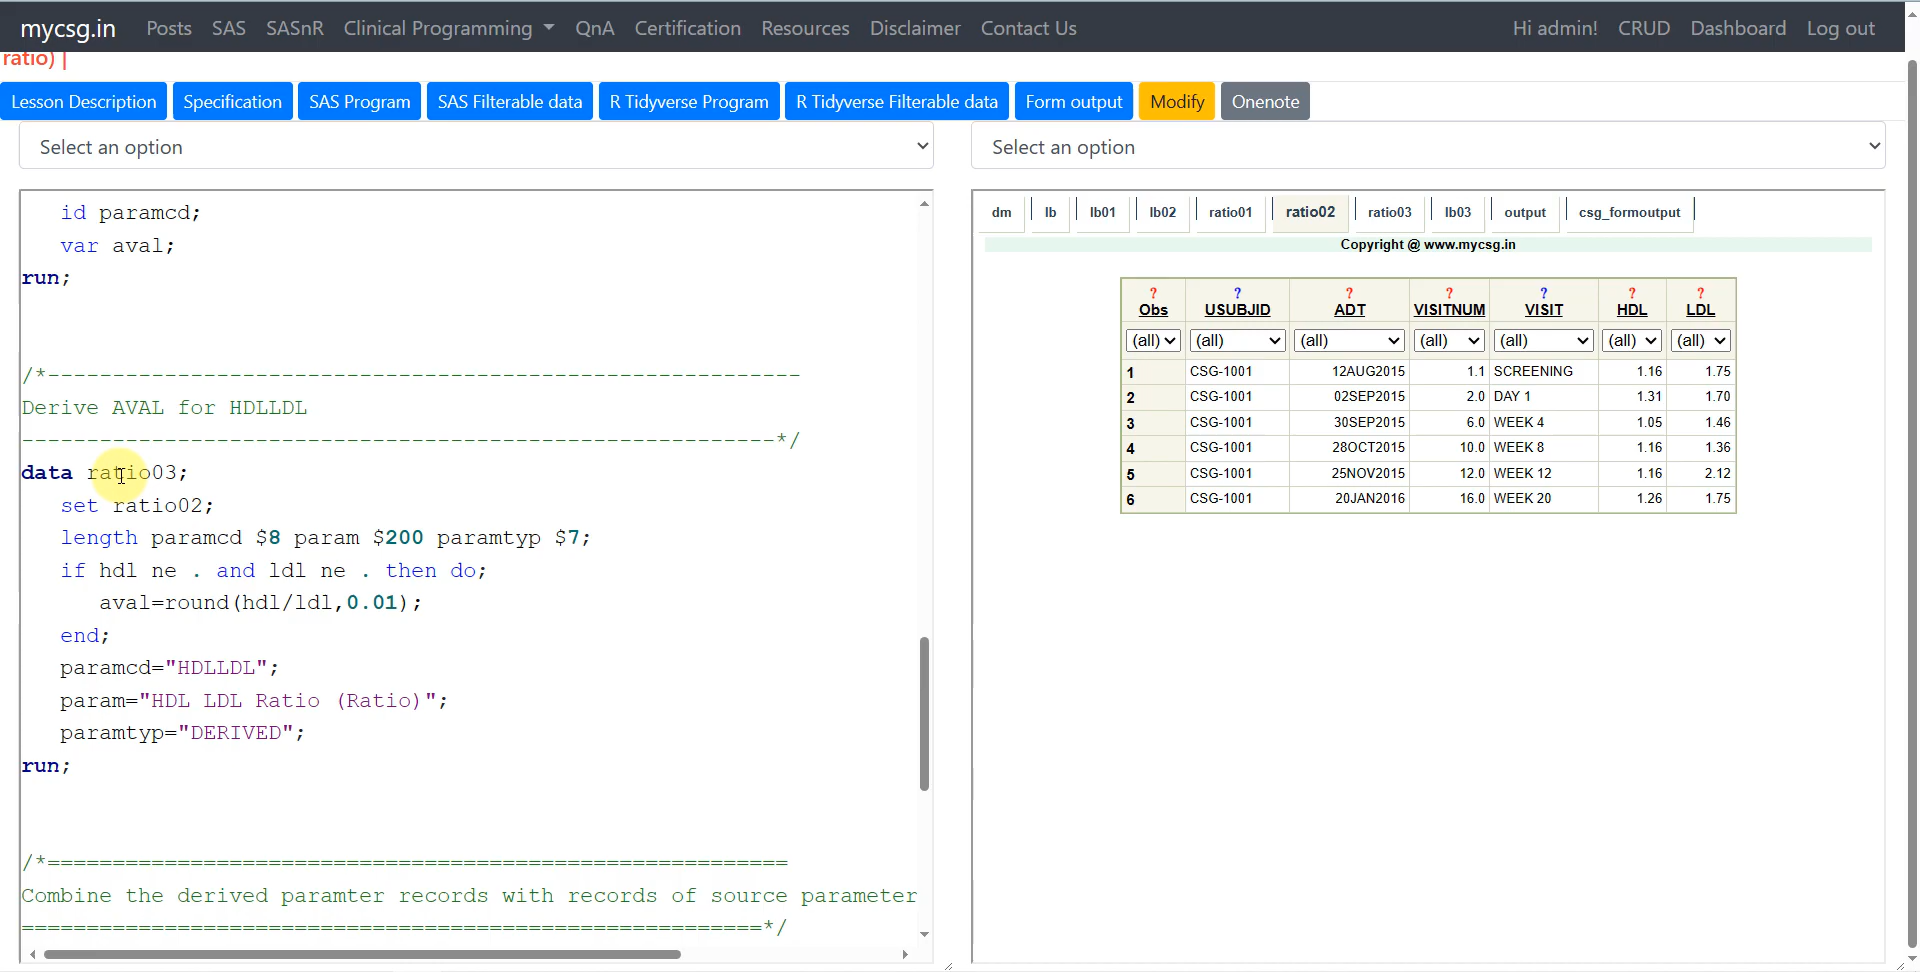 mycsg.in Posts SAS SASnR Clinical Programming QnA Certification Resources Disclaimer Contact Us Hi admin! CRUD Dashboard Log out
ratio) |
Lesson Description Specification SAS Program SAS Filterable data R Tidyverse Program R Tidyverse Filterable data Form output Modify Onenote
Select an option
id paramcd;
var aval;
run;
/*----------------------------------------------------------
Derive AVAL for HDLLDL
----------------------------------------------------------*/
data ratio03;
set ratio02;
length paramcd $8 param $200 paramtyp $7;
if hdl ne . and ldl ne . then do;
aval=round(hdl/ldl,0.01);
end;
paramcd="HDLLDL";
param="HDL LDL Ratio (Ratio)";
paramtyp="DERIVED";
run;
/*=========================================================
Combine the derived paramter records with records of source parameter
=========================================================*/
Select an option
dm lb lb01 lb02 ratio01 ratio02 ratio03 lb03 output csg_formoutput
Copyright @ www.mycsg.in
? ? ? ? ? ? ?
Obs USUBJID ADT VISITNUM VISIT HDL LDL
(all) (all) (all) (all) (all) (all) (all)
1 CSG-1001 12AUG2015 1.1 SCREENING 1.16 1.75
2 CSG-1001 02SEP2015 2.0 DAY 1 1.31 1.70
3 CSG-1001 30SEP2015 6.0 WEEK 4 1.05 1.46
4 CSG-1001 28OCT2015 10.0 WEEK 8 1.16 1.36
5 CSG-1001 25NOV2015 12.0 WEEK 12 1.16 2.12
6 CSG-1001 20JAN2016 16.0 WEEK 20 1.26 1.75